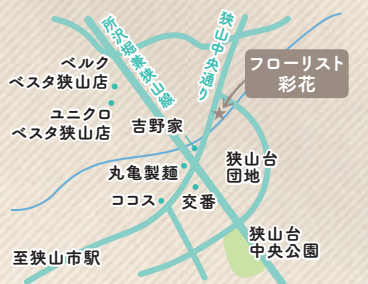 所沢堀兼狭山線
狭山中央通り
ベルク
ベスタ狭山店
フローリスト
彩花
ユニクロ
ベスタ狭山店
吉野家
丸亀製麺
狭山台
団地
ココス
交番
狭山台
中央公園
至狭山市駅